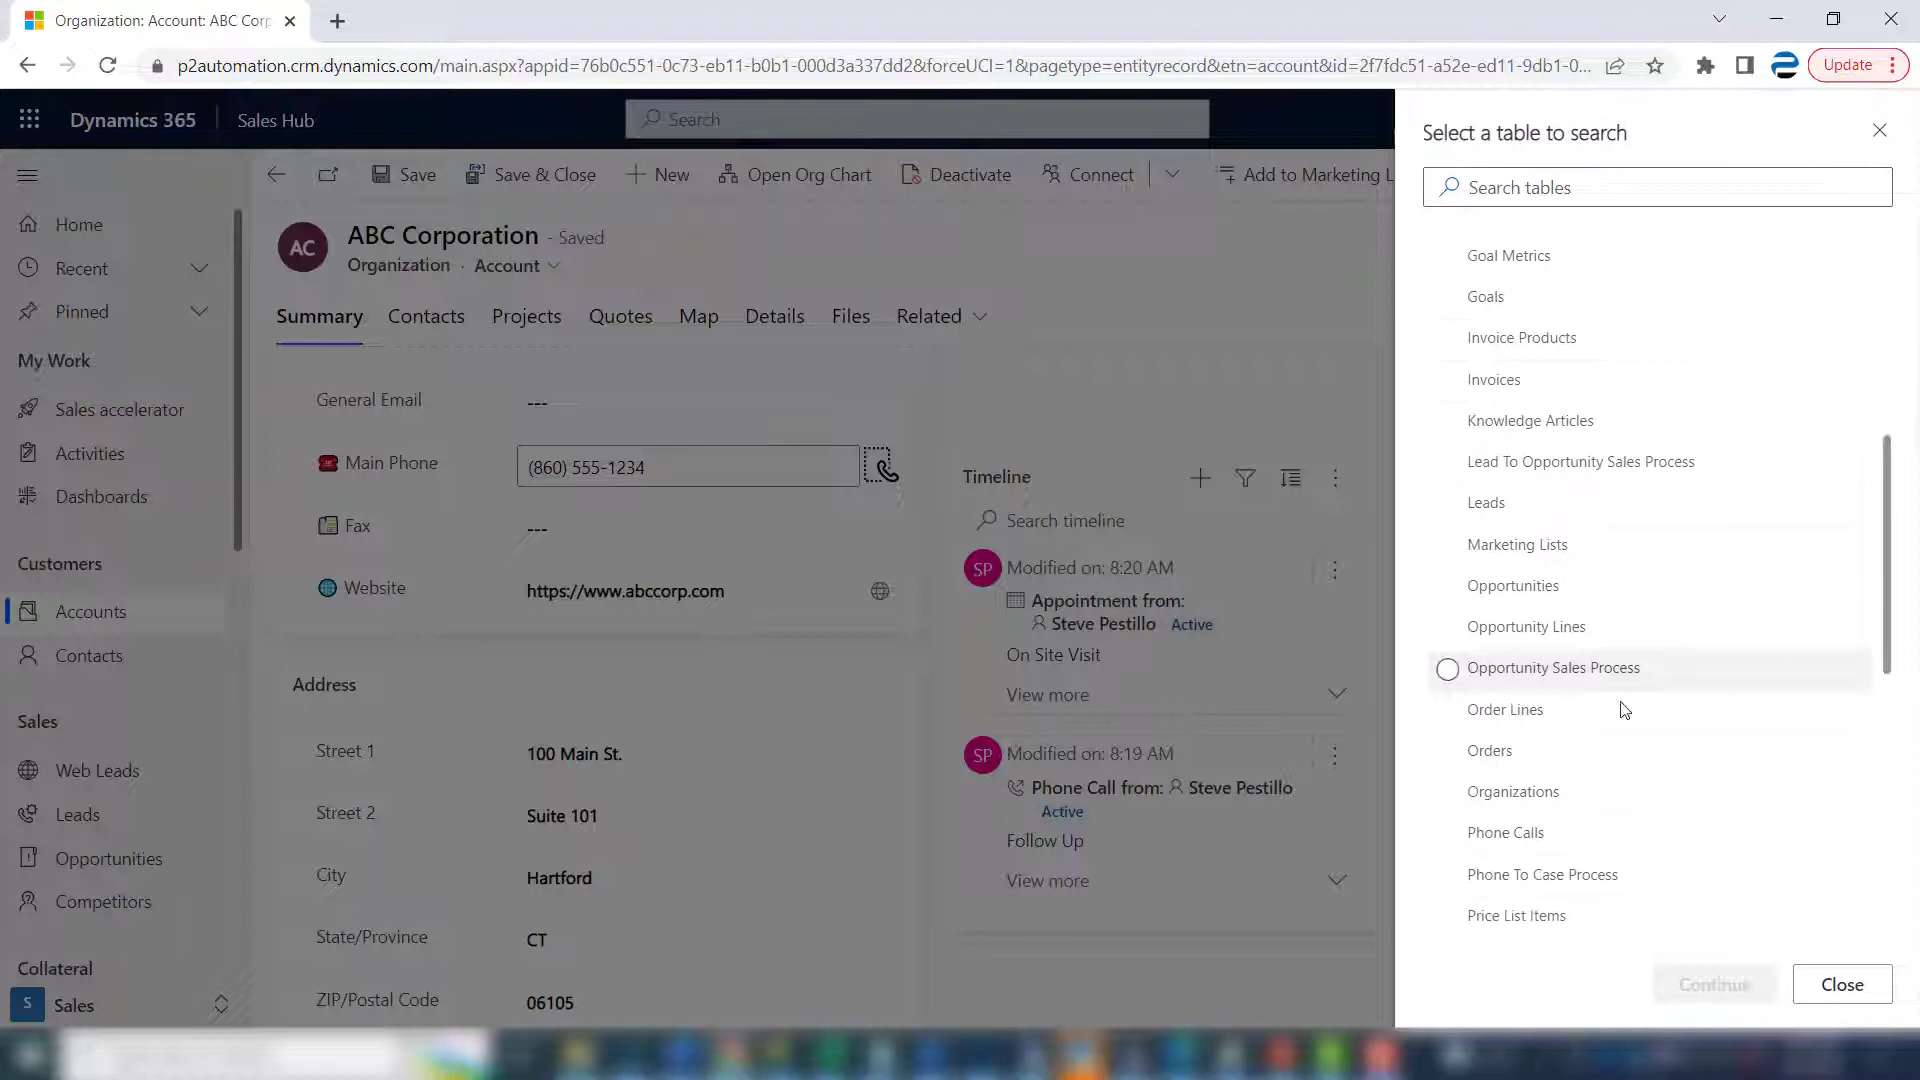 Organization: Account: ABC Corp
p2automation.crm.dynamics.com/main.aspx?appid=76b0c551-0c73-eb11-b0b1-000d3a337dd2&forceUCI=1&pagetype=entityrecord&etn=account&id=2f7fdc51-a52e-ed11-9db1-0...
Update
Dynamics 365
Sales Hub
Search
Save
Save & Close
New
Open Org Chart
Deactivate
Connect
Add to Marketing L
Home
Recent
Pinned
My Work
Sales accelerator
Activities
Dashboards
Customers
Accounts
Contacts
Sales
Web Leads
Leads
Opportunities
Competitors
Collateral
S Sales
AC
ABC Corporation - Saved
Organization · Account
Summary Contacts Projects Quotes Map Details Files Related
General Email ---
Main Phone (860) 555-1234
Fax ---
Website https://www.abccorp.com
Address
Street 1 100 Main St.
Street 2 Suite 101
City Hartford
State/Province CT
ZIP/Postal Code 06105
Timeline
Search timeline
SP Modified on: 8:20 AM
Appointment from:
Steve Pestillo Active
On Site Visit
View more
SP Modified on: 8:19 AM
Phone Call from: Steve Pestillo
Active
Follow Up
View more
Select a table to search
Search tables
Goal Metrics
Goals
Invoice Products
Invoices
Knowledge Articles
Lead To Opportunity Sales Process
Leads
Marketing Lists
Opportunities
Opportunity Lines
Opportunity Sales Process
Order Lines
Orders
Organizations
Phone Calls
Phone To Case Process
Price List Items
Continue
Close